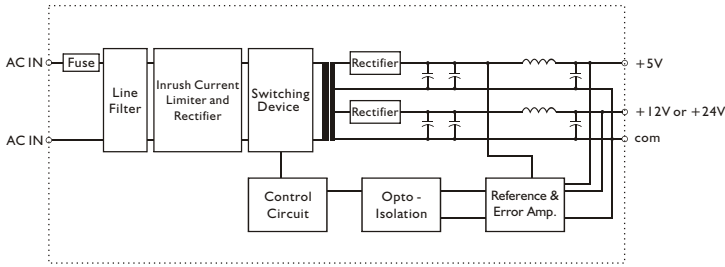 AC IN
Fuse
Line
Filter
Inrush Current
Limiter and
Rectifier
Switching
Device
Rectifier
+5V
Rectifier
+12V or +24V
AC IN
com
Control
Circuit
Opto -
Isolation
Reference &
Error Amp.